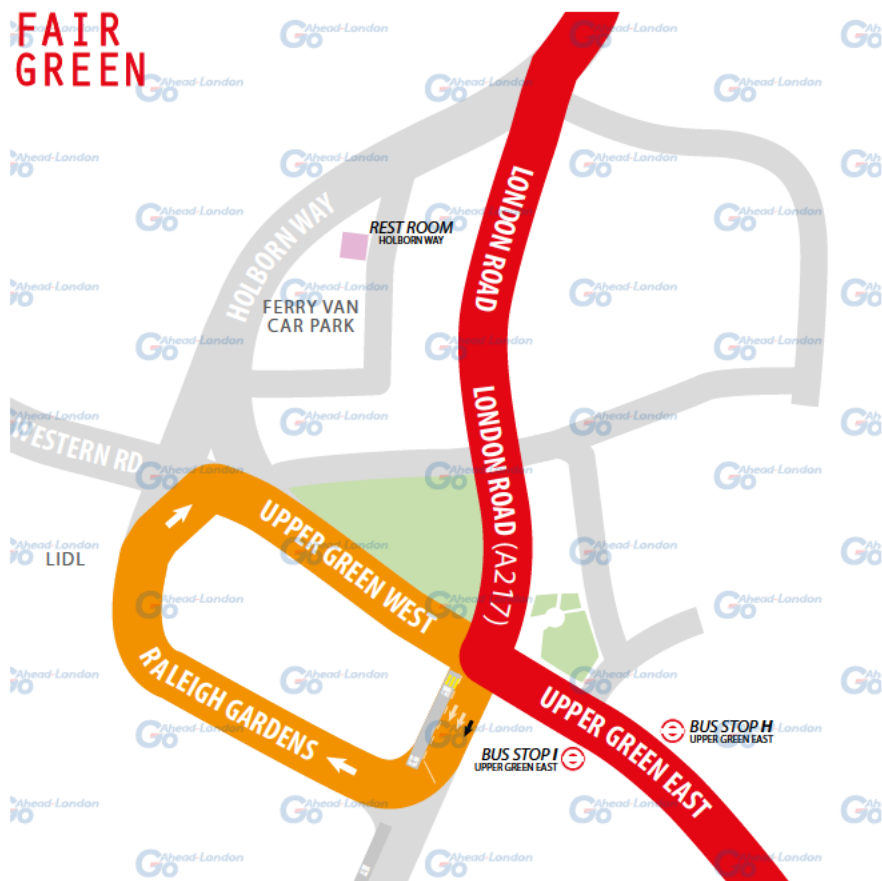 FAIR
GREEN
LONDON ROAD
HOLBORN WAY
REST ROOM
HOLBORN WAY
FERRY VAN
CAR PARK
LONDON ROAD (A217)
WESTERN RD
UPPER GREEN WEST
LIDL
RALEIGH GARDENS
UPPER GREEN EAST
BUS STOP H
UPPER GREEN EAST
BUS STOP I
UPPER GREEN EAST
Go Ahead-London